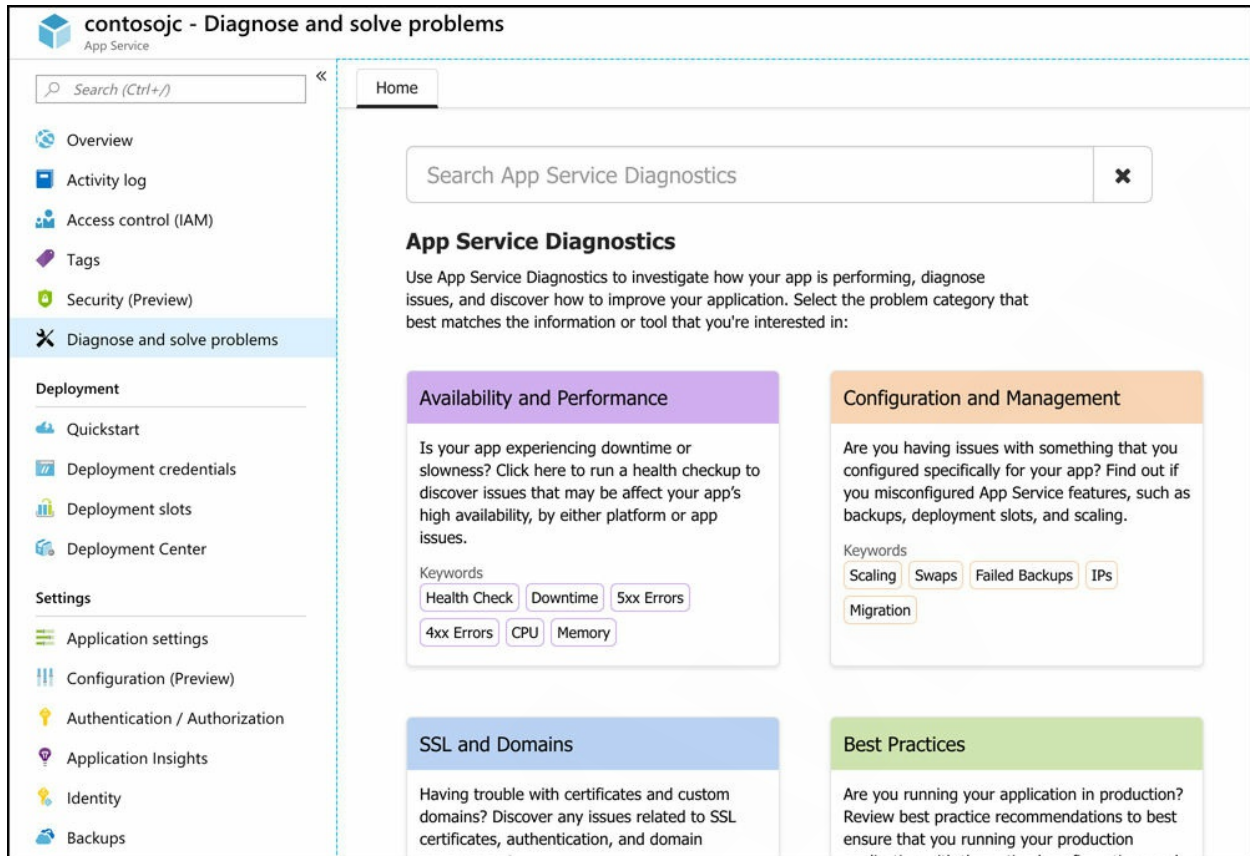 contosojc - Diagnose and solve problems
App Service
Search (Ctrl+/)
«
Overview
Activity log
Access control (IAM)
Tags
Security (Preview)
Diagnose and solve problems
Deployment
Quickstart
Deployment credentials
Deployment slots
Deployment Center
Settings
Application settings
Configuration (Preview)
Authentication / Authorization
Application Insights
Identity
Backups
Home
Search App Service Diagnostics
App Service Diagnostics
Use App Service Diagnostics to investigate how your app is performing, diagnose
issues, and discover how to improve your application. Select the problem category that
best matches the information or tool that you're interested in:
Availability and Performance
Is your app experiencing downtime or
slowness? Click here to run a health checkup to
discover issues that may be affect your app's
high availability, by either platform or app
issues.
Keywords
Health Check Downtime 5xx Errors
4xx Errors CPU Memory
Configuration and Management
Are you having issues with something that you
configured specifically for your app? Find out if
you misconfigured App Service features, such as
backups, deployment slots, and scaling.
Keywords
Scaling Swaps Failed Backups IPs
Migration
SSL and Domains
Having trouble with certificates and custom
domains? Discover any issues related to SSL
certificates, authentication, and domain
Best Practices
Are you running your application in production?
Review best practice recommendations to best
ensure that you running your production